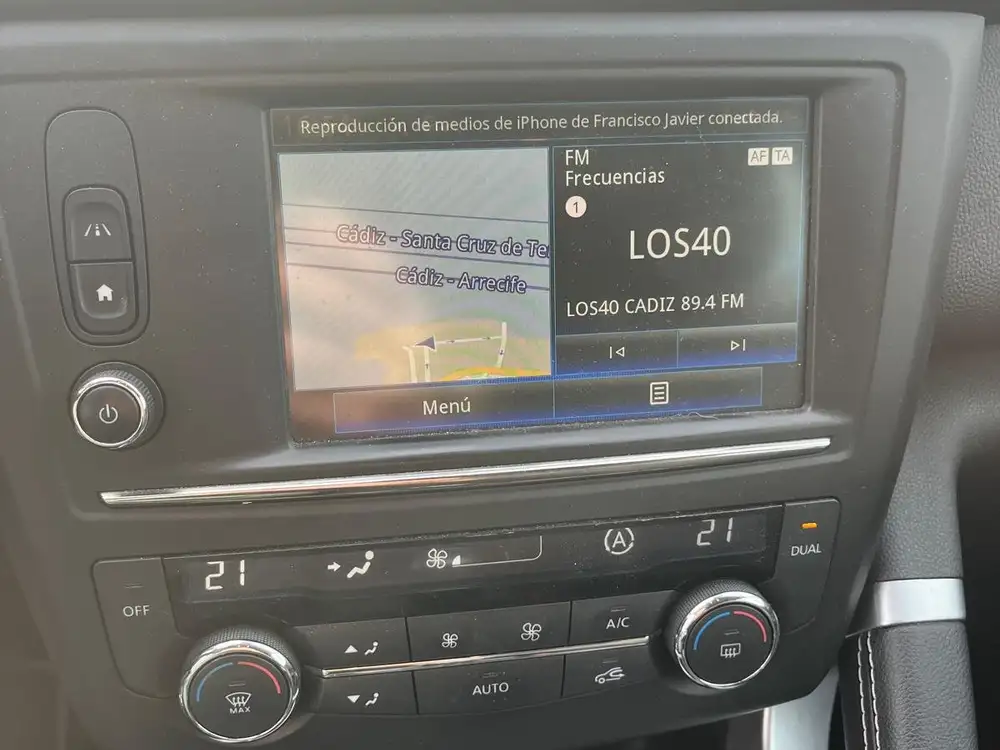 Reproducción de medios de iPhone de Francisco Javier conectada.
FM
AF TA
Frecuencias
1
Cádiz - Santa Cruz de Te
LOS40
Cádiz - Arrecife
LOS40 CADIZ 89.4 FM
Menú
21
A
21
DUAL
OFF
A/C
AUTO
MAX